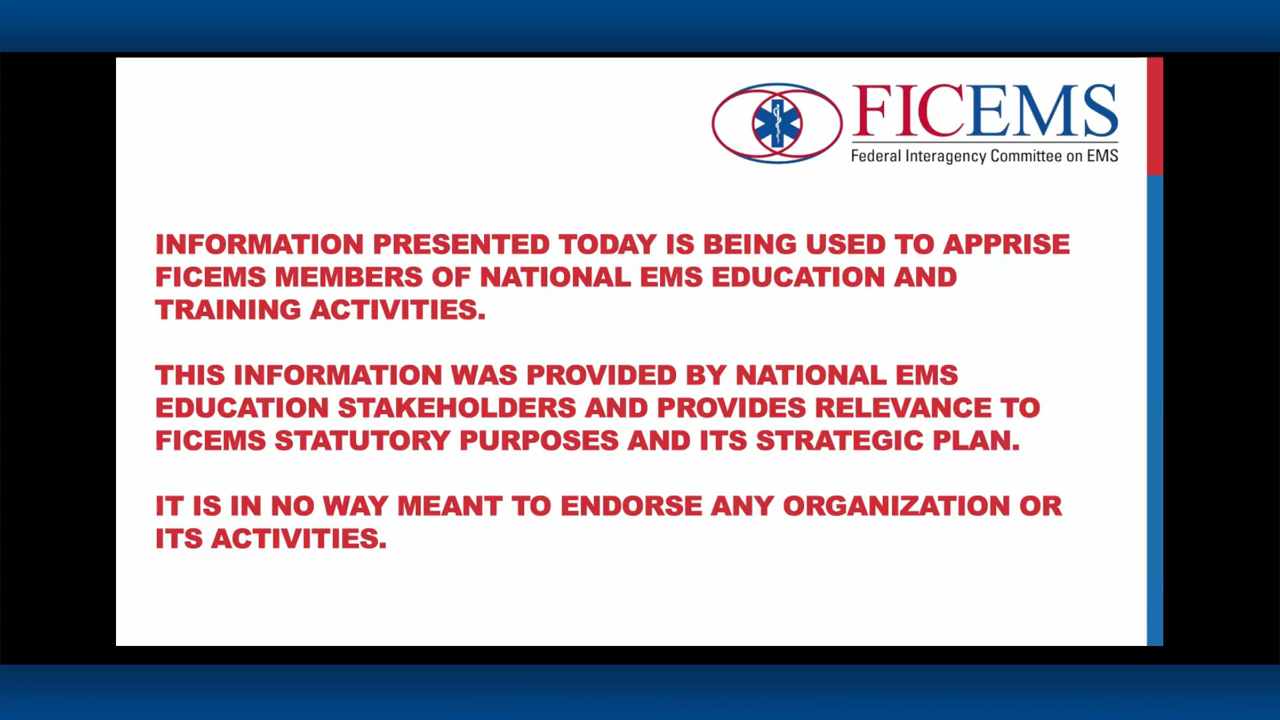 FICEMS
Federal Interagency Committee on EMS
INFORMATION PRESENTED TODAY IS BEING USED TO APPRISE
FICEMS MEMBERS OF NATIONAL EMS EDUCATION AND
TRAINING ACTIVITIES.
THIS INFORMATION WAS PROVIDED BY NATIONAL EMS
EDUCATION STAKEHOLDERS AND PROVIDES RELEVANCE TO
FICEMS STATUTORY PURPOSES AND ITS STRATEGIC PLAN.
IT IS IN NO WAY MEANT TO ENDORSE ANY ORGANIZATION OR
ITS ACTIVITIES.